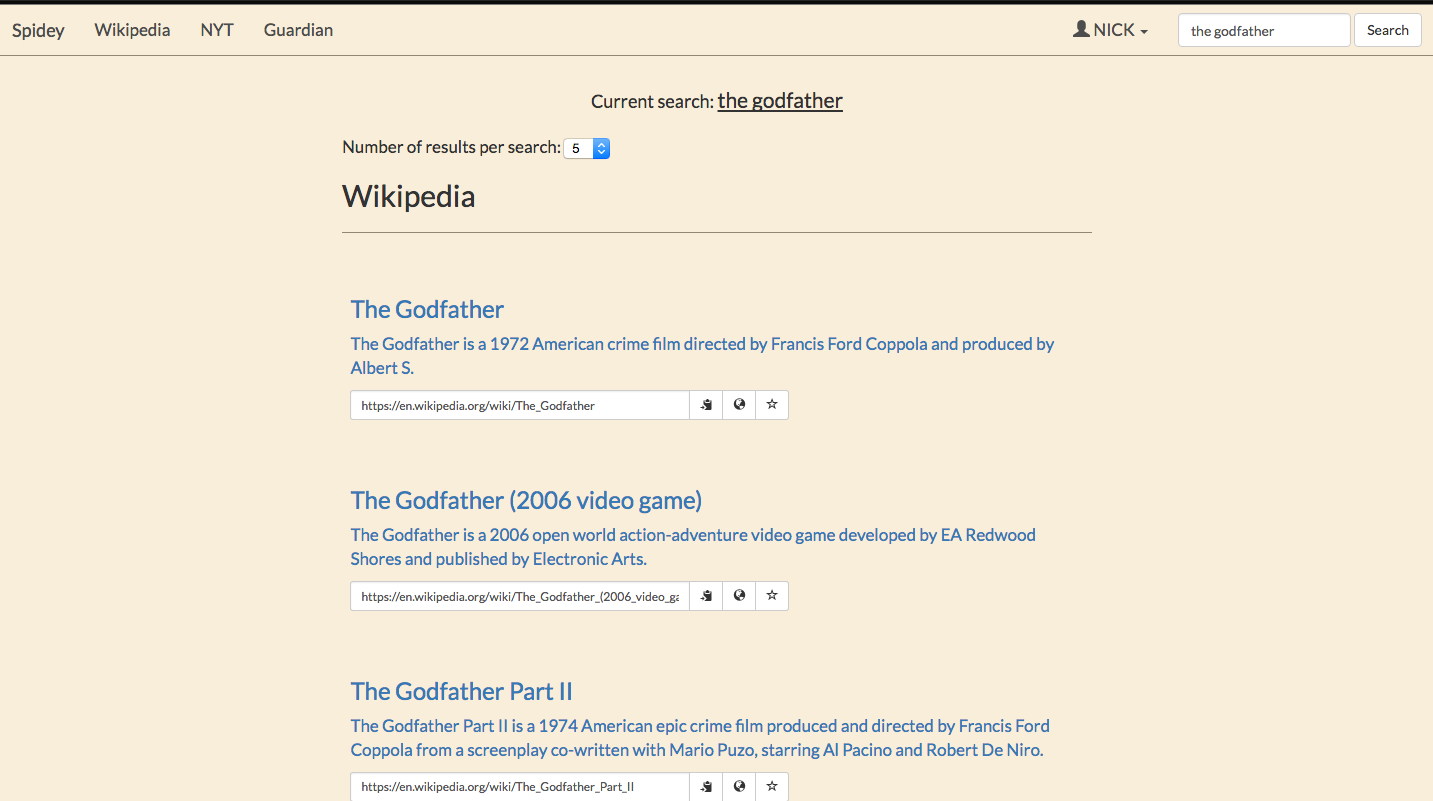 Spidey Wikipedia NYT Guardian NICK the godfather Search
Current search: the godfather
Number of results per search: 5
Wikipedia
The Godfather
The Godfather is a 1972 American crime film directed by Francis Ford Coppola and produced by
Albert S.
https://en.wikipedia.org/wiki/The_Godfather
The Godfather (2006 video game)
The Godfather is a 2006 open world action-adventure video game developed by EA Redwood
Shores and published by Electronic Arts.
https://en.wikipedia.org/wiki/The_Godfather_(2006_video_ga
The Godfather Part II
The Godfather Part II is a 1974 American epic crime film produced and directed by Francis Ford
Coppola from a screenplay co-written with Mario Puzo, starring Al Pacino and Robert De Niro.
https://en.wikipedia.org/wiki/The_Godfather_Part_II